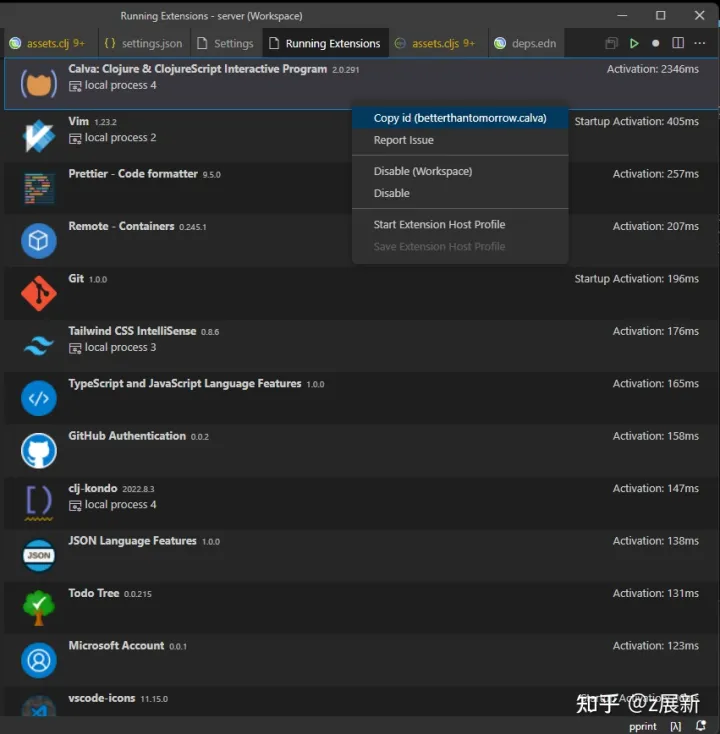 Running Extensions - server (Workspace)
assets.clj 9+
settings.json
Settings
Running Extensions
assets.cljs 9+
deps.edn
Calva: Clojure & ClojureScript Interactive Program 2.0.291
Activation: 2346ms
local process 4
Copy id (betterthantomorrow.calva)
Report Issue
Disable (Workspace)
Disable
Start Extension Host Profile
Save Extension Host Profile
Vim 1.23.2
Startup Activation: 405ms
local process 2
Prettier - Code formatter 9.5.0
Activation: 257ms
Remote - Containers 0.245.1
Activation: 207ms
Git 1.0.0
Startup Activation: 196ms
Tailwind CSS IntelliSense 0.8.6
Activation: 176ms
local process 3
TypeScript and JavaScript Language Features 1.0.0
Activation: 165ms
GitHub Authentication 0.0.2
Activation: 158ms
clj-kondo 2022.8.3
Activation: 147ms
local process 4
JSON Language Features 1.0.0
Activation: 138ms
JSON
Todo Tree 0.0.215
Activation: 131ms
Microsoft Account 0.0.1
Activation: 123ms
vscode-icons 11.15.0
Startup Activation:
知乎 @z展新
pprint [λ]